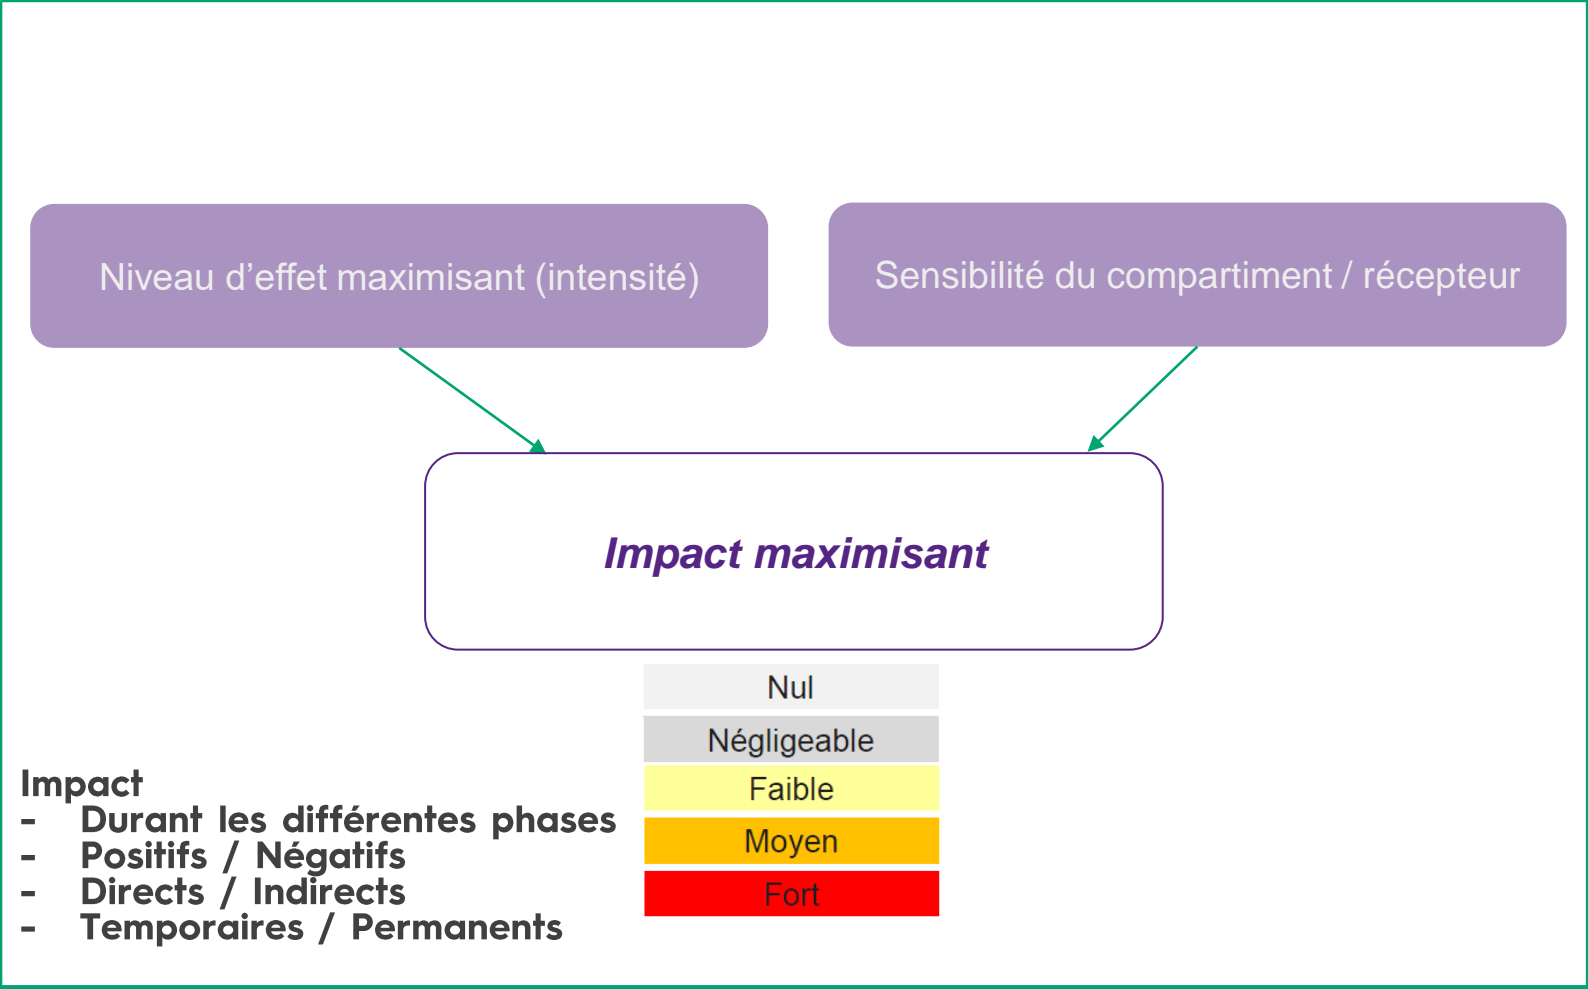 Niveau d’effet maximisant (intensité)
Sensibilité du compartiment / récepteur
Impact maximisant
Nul
Négligeable
Faible
Moyen
Fort
Impact
- Durant les différentes phases
- Positifs / Négatifs
- Directs / Indirects
- Temporaires / Permanents